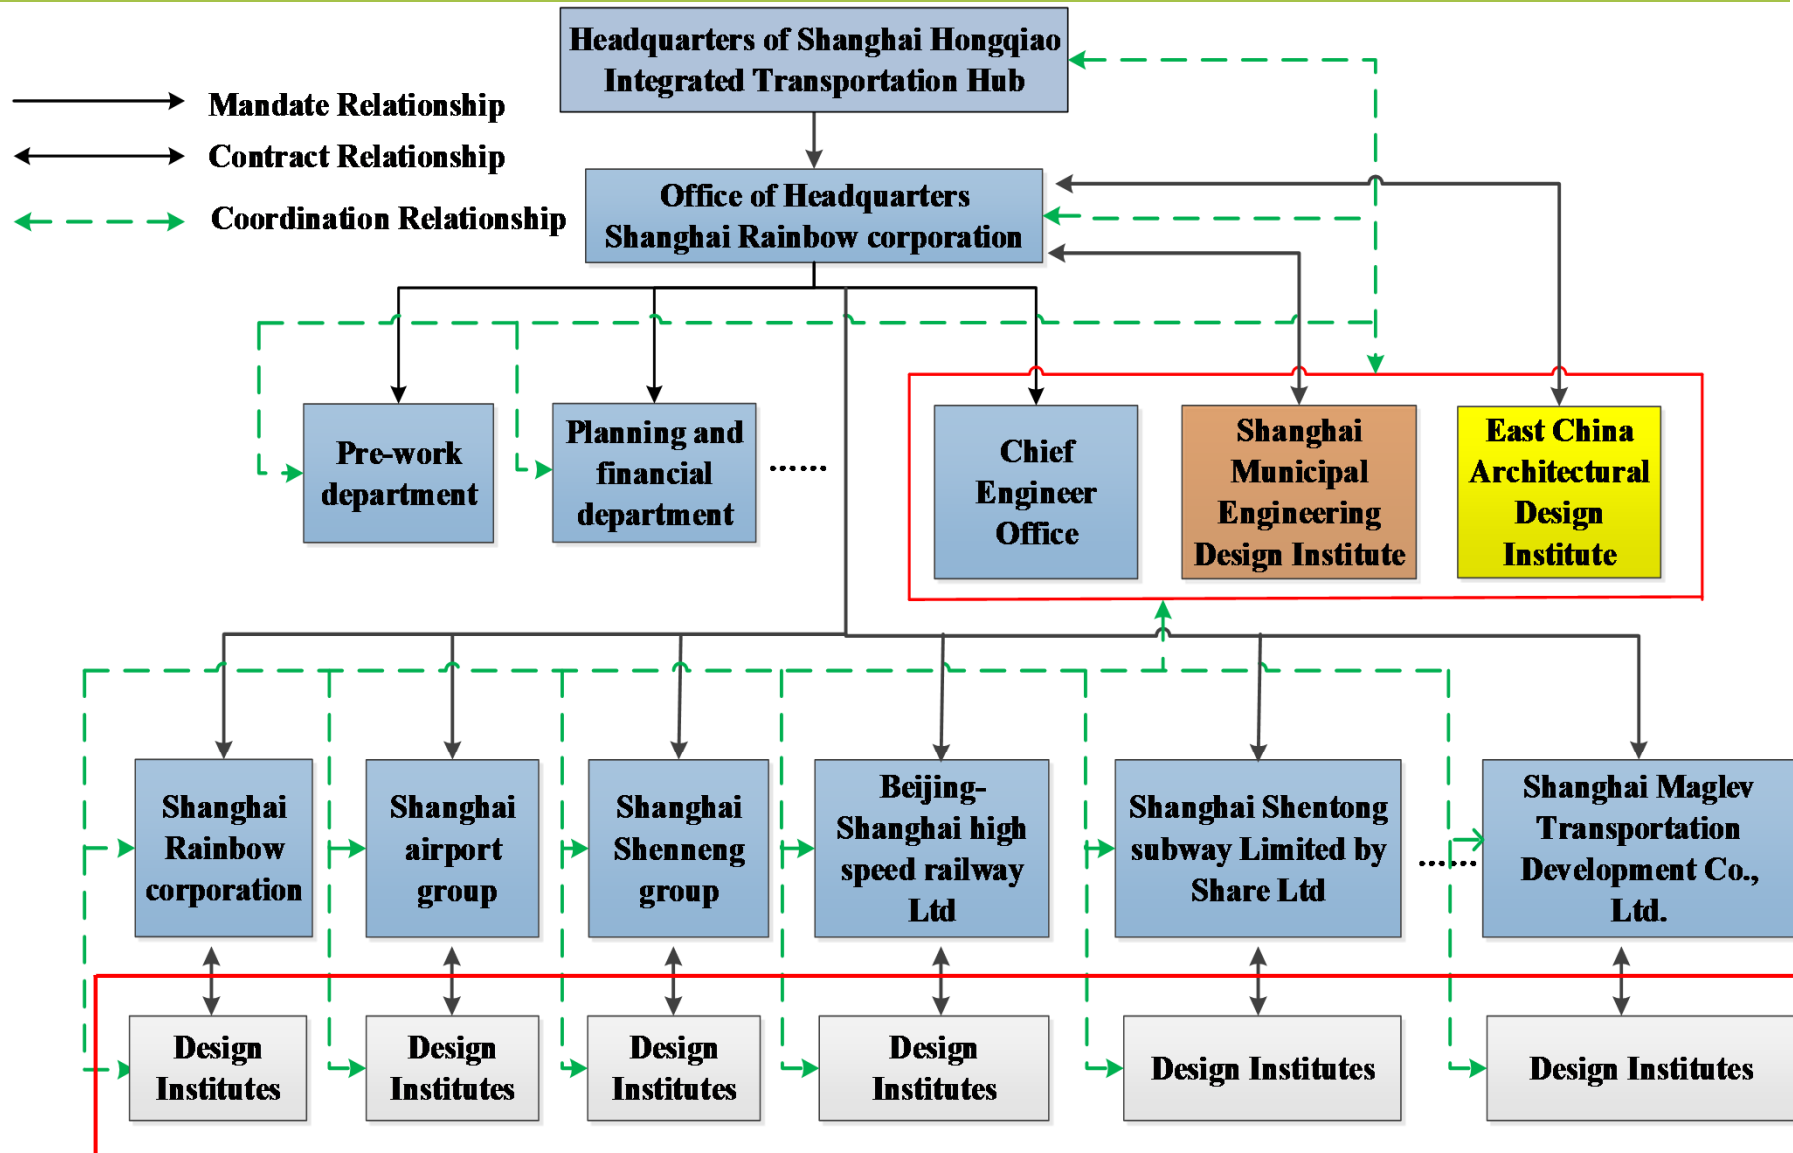 Headquarters of Shanghai Hongqiao
Integrated Transportation Hub
Mandate Relationship
Contract Relationship
Coordination Relationship
Office of Headquarters
Shanghai Rainbow corporation
Pre-work
department
Planning and
financial
department
......
Chief
Engineer
Office
Shanghai
Municipal
Engineering
Design Institute
East China
Architectural
Design
Institute
Shanghai
Rainbow
corporation
Shanghai
airport
group
Shanghai
Shenneng
group
Beijing-
Shanghai high
speed railway
Ltd
Shanghai Shentong
subway Limited by
Share Ltd
......
Shanghai Maglev
Transportation
Development Co.,
Ltd.
Design
Institutes
Design
Institutes
Design
Institutes
Design
Institutes
Design Institutes
Design Institutes